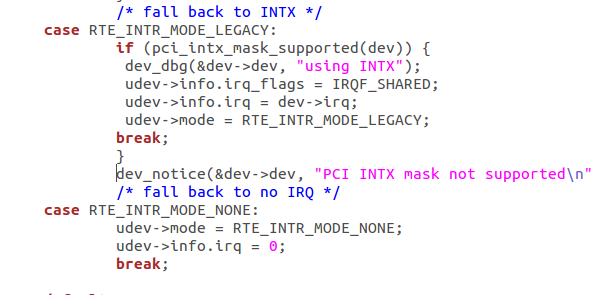 /* fall back to INTX */
case RTE_INTR_MODE_LEGACY:
if (pci_intx_mask_supported(dev)) {
dev_dbg(&dev->dev, "using INTX");
udev->info.irq_flags = IRQF_SHARED;
udev->info.irq = dev->irq;
udev->mode = RTE_INTR_MODE_LEGACY;
break;
}
dev_notice(&dev->dev, "PCI INTX mask not supported\n"
/* fall back to no IRQ */
case RTE_INTR_MODE_NONE:
udev->mode = RTE_INTR_MODE_NONE;
udev->info.irq = 0;
break;